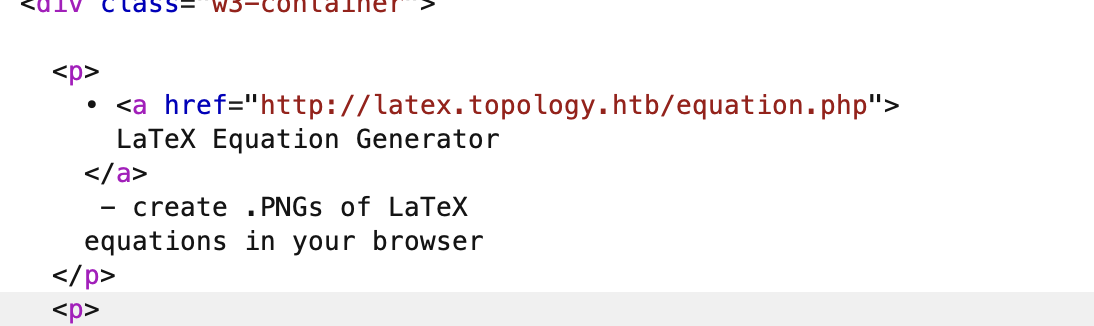 <div class="w3-container">
<p>
• <a href="http://latex.topology.htb/equation.php">
LaTeX Equation Generator
</a>
– create .PNGs of LaTeX
equations in your browser
</p>
<p>